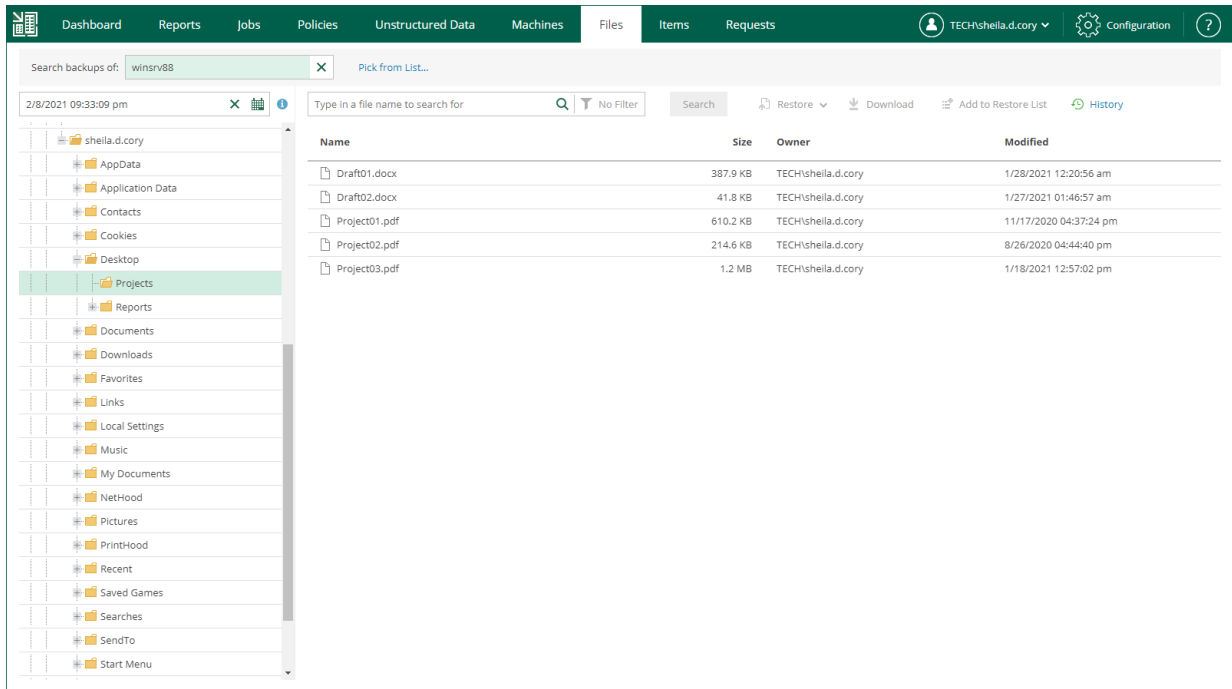 Dashboard Reports Jobs Policies Unstructured Data Machines Files Items Requests TECH\sheila.d.cory Configuration ?
Search backups of: winsrv88 Pick from List...
2/8/2021 09:33:09 pm Type in a file name to search for No Filter Search Restore Download Add to Restore List History
sheila.d.cory
AppData
Application Data
Contacts
Cookies
Desktop
Projects
Reports
Documents
Downloads
Favorites
Links
Local Settings
Music
My Documents
NetHood
Pictures
PrintHood
Recent
Saved Games
Searches
SendTo
Start Menu
Name Size Owner Modified
Draft01.docx 387.9 KB TECH\sheila.d.cory 1/28/2021 12:20:56 am
Draft02.docx 41.8 KB TECH\sheila.d.cory 1/27/2021 01:46:57 am
Project01.pdf 610.2 KB TECH\sheila.d.cory 11/17/2020 04:37:24 pm
Project02.pdf 214.6 KB TECH\sheila.d.cory 8/26/2020 04:44:40 pm
Project03.pdf 1.2 MB TECH\sheila.d.cory 1/18/2021 12:57:02 pm